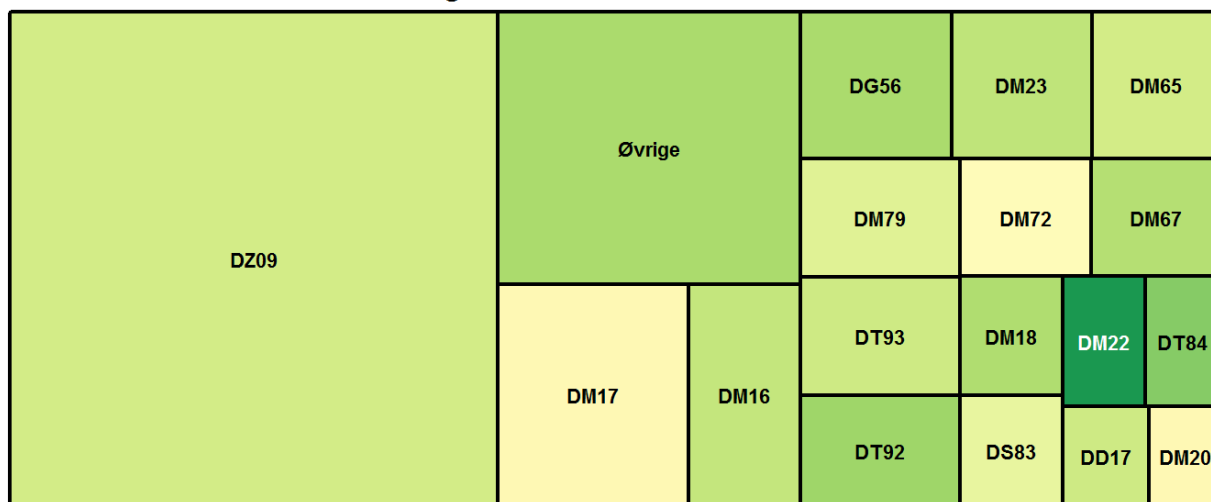 DZ09
Øvrige
DM17
DM16
DG56
DM23
DM65
DM79
DM72
DM67
DT93
DM18
DM22
DT84
DT92
DS83
DD17
DM20